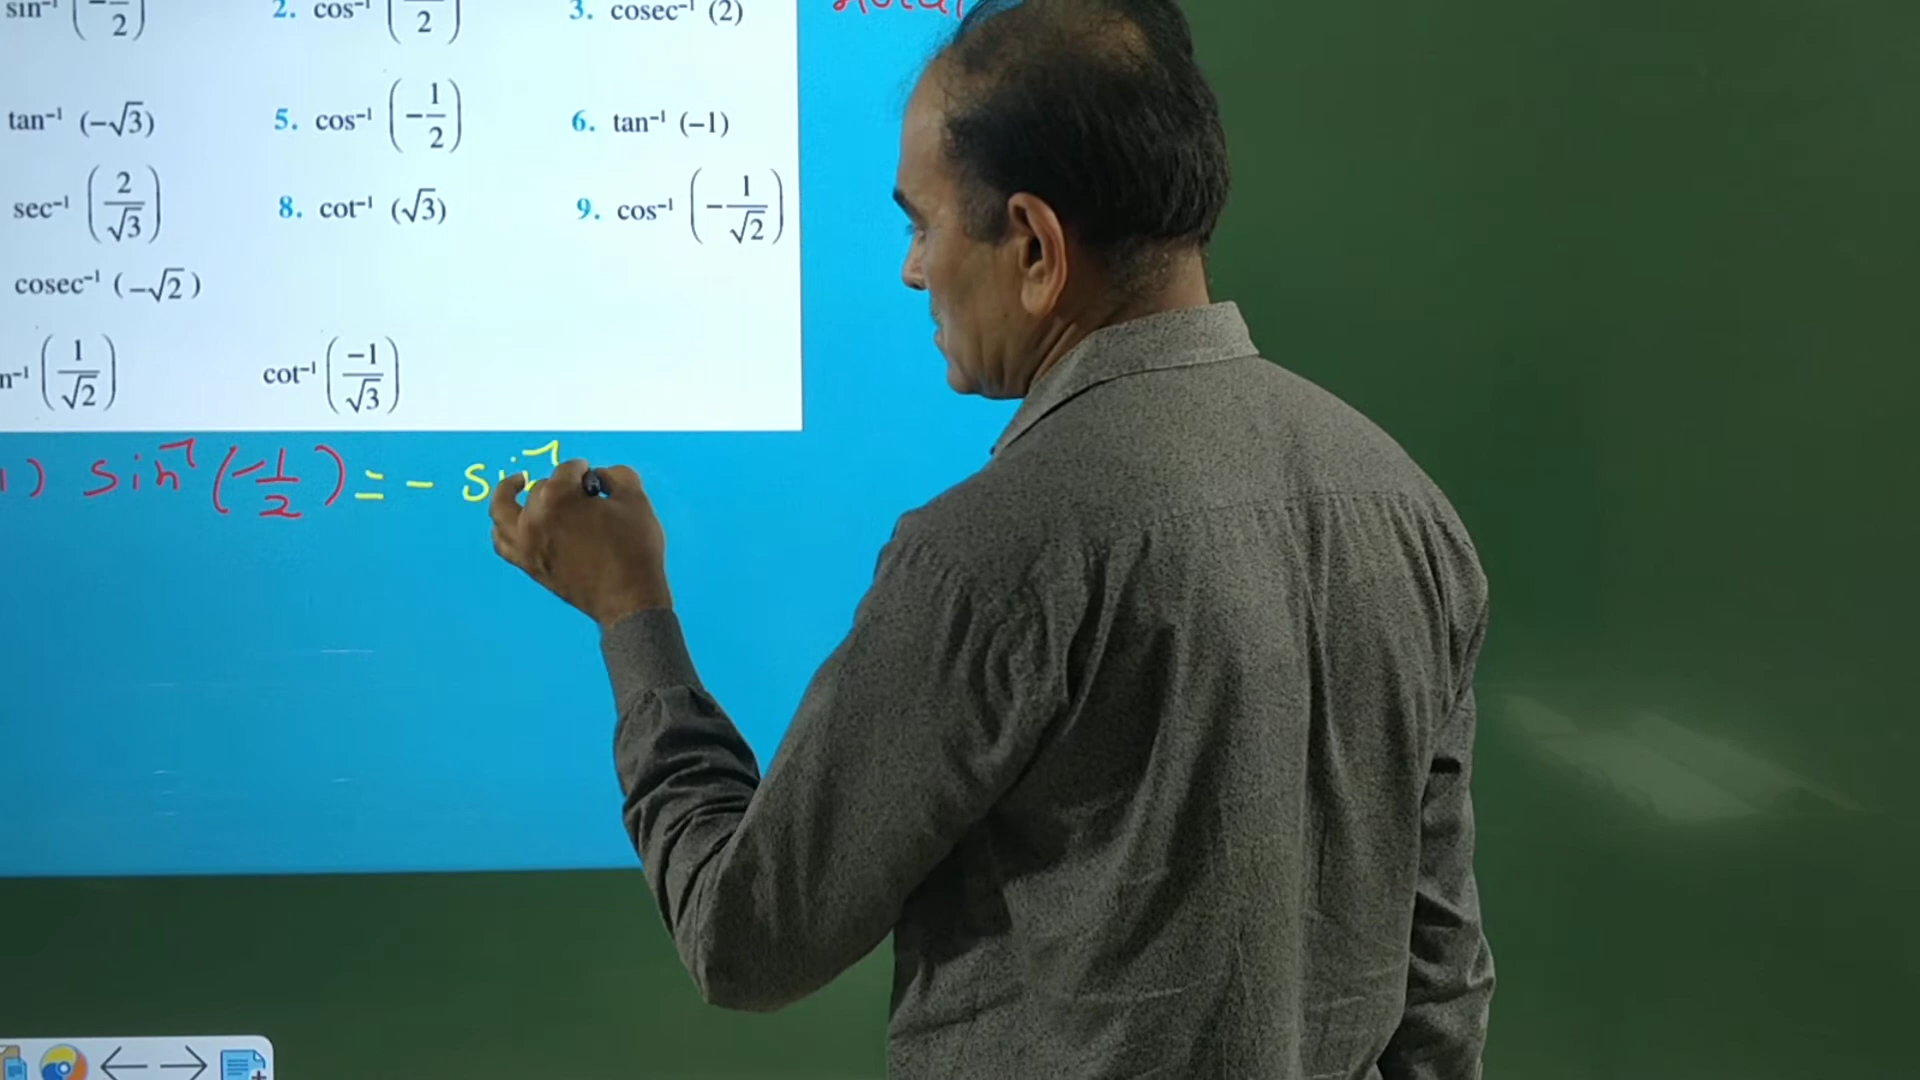 sin⁻¹ (-—/2) 2. cos⁻¹ (—/2) 3. cosec⁻¹ (2)
tan⁻¹ (−√3) 5. cos⁻¹ (−1/2) 6. tan⁻¹ (−1)
sec⁻¹ (2/√3) 8. cot⁻¹ (√3) 9. cos⁻¹ (−1/√2)
cosec⁻¹ (−√2)
n⁻¹ (1/√2) cot⁻¹ (−1/√3)
1) sin⁻¹ (-1/2) = - sin⁻¹